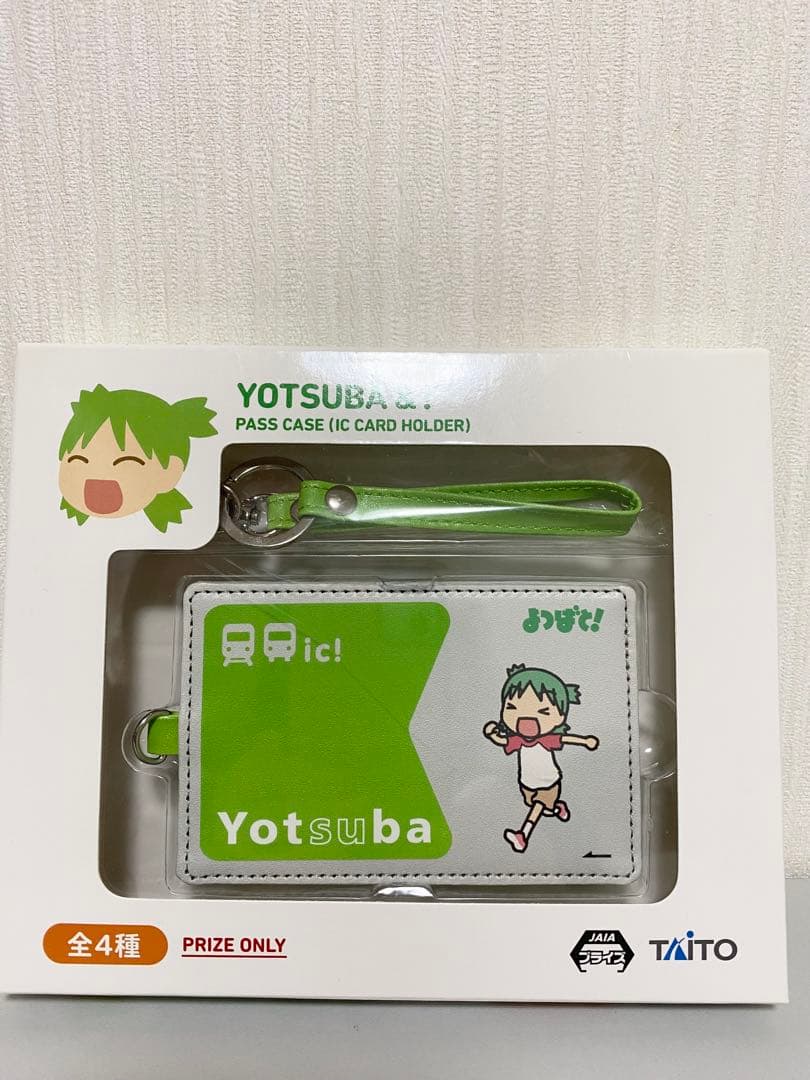 YOTSUBA &!
PASS CASE (IC CARD HOLDER)
ic!
よつばと!
Yotsuba
全4種
PRIZE ONLY
JAIA
プライズ
TAITO